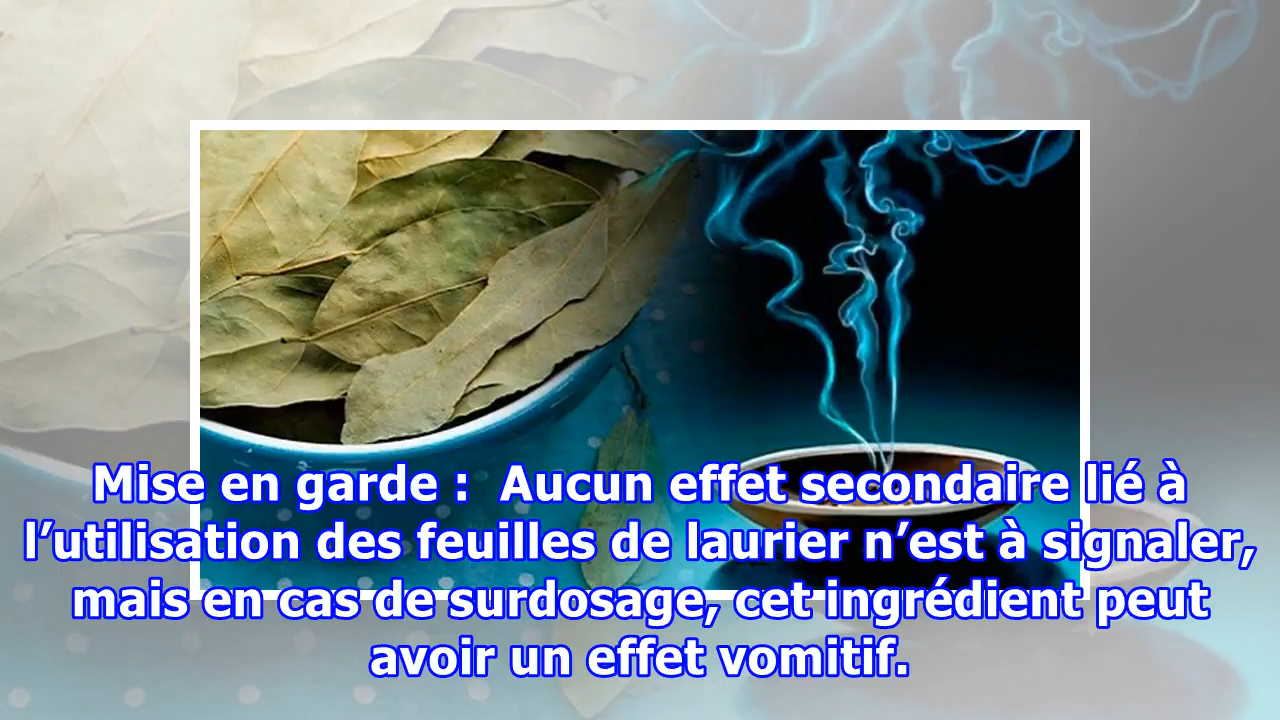 Mise en garde :  Aucun effet secondaire lié à
l’utilisation des feuilles de laurier n’est à signaler,
mais en cas de surdosage, cet ingrédient peut
avoir un effet vomitif.